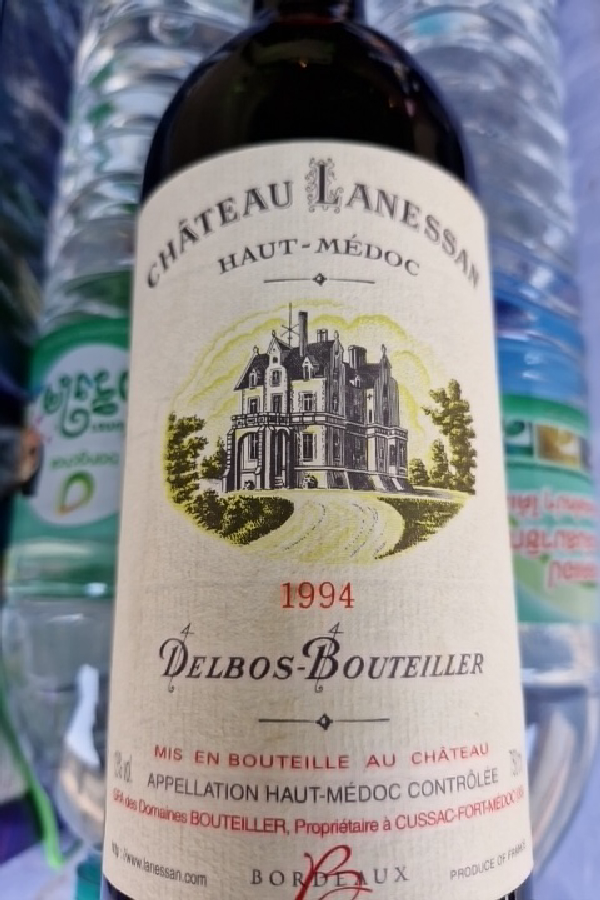 CHÂTEAU LANESSAN
HAUT-MÉDOC
1994
DELBOS-BOUTEILLER
MIS EN BOUTEILLE AU CHÂTEAU
APPELLATION HAUT-MÉDOC CONTRÔLÉE
des Domaines BOUTEILLER, Propriétaire à CUSSAC-FORT-MÉDOC
www.lanessan.com
BORDEAUX
PRODUCE OF FRANCE